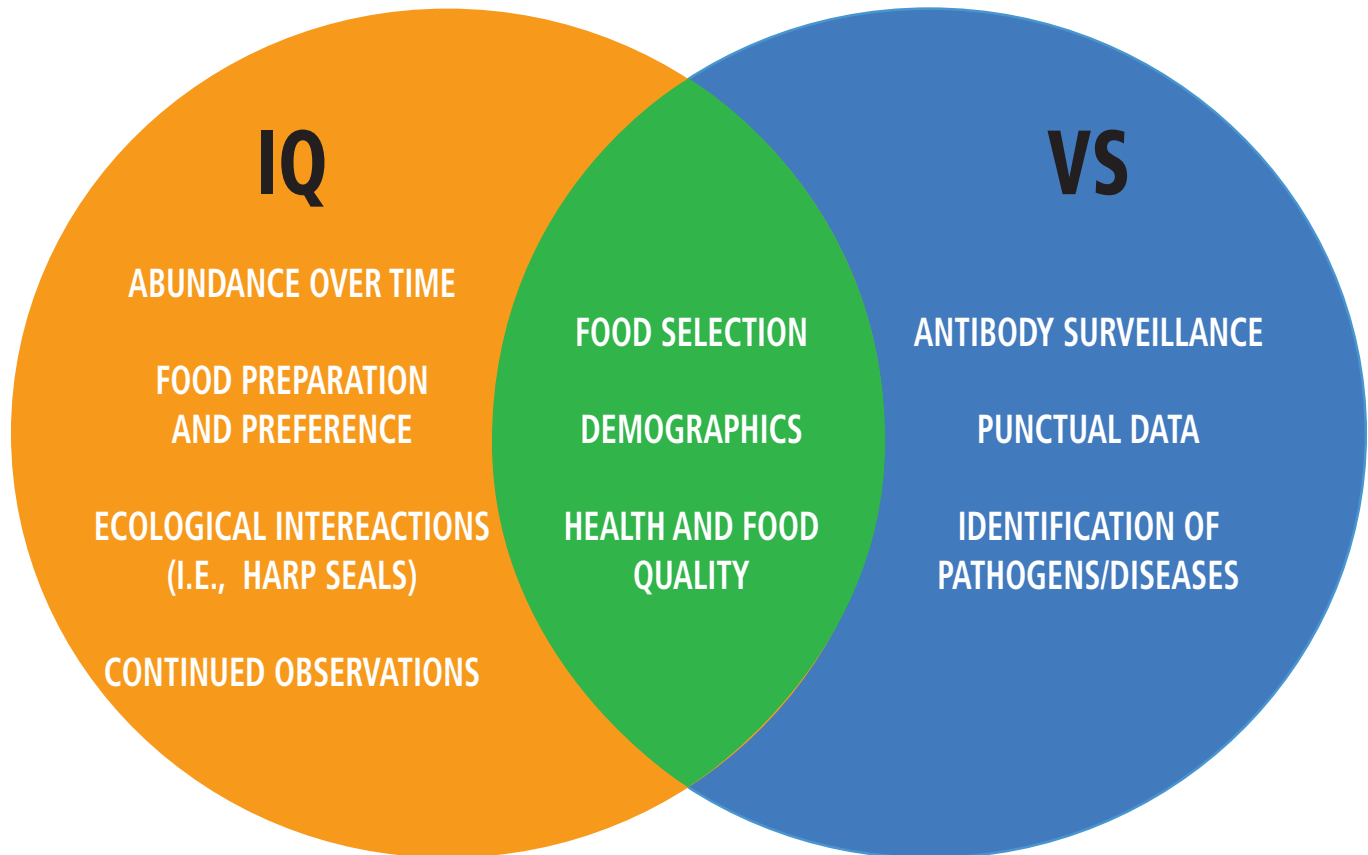 IQ
ABUNDANCE OVER TIME
FOOD PREPARATION
AND PREFERENCE
ECOLOGICAL INTEREACTIONS
(I.E., HARP SEALS)
CONTINUED OBSERVATIONS
FOOD SELECTION
DEMOGRAPHICS
HEALTH AND FOOD
QUALITY
VS
ANTIBODY SURVEILLANCE
PUNCTUAL DATA
IDENTIFICATION OF
PATHOGENS/DISEASES